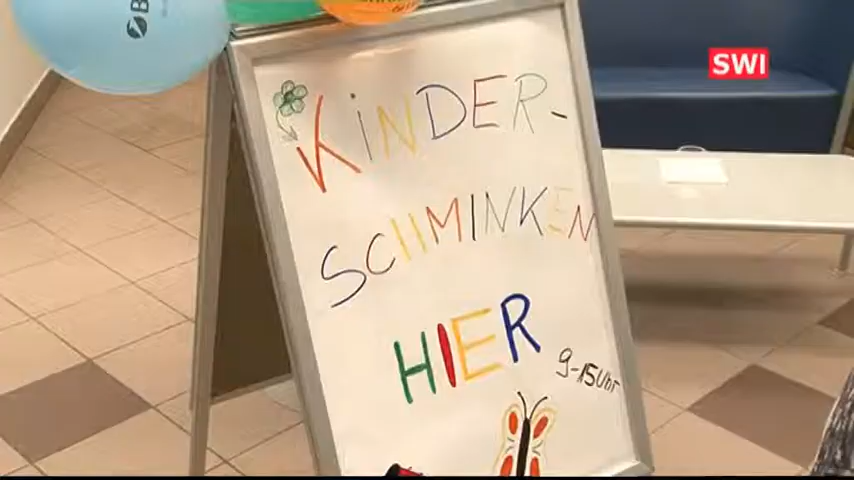 SWI
KINDER-
SCHMINKEN
HIER
9-15 Uhr